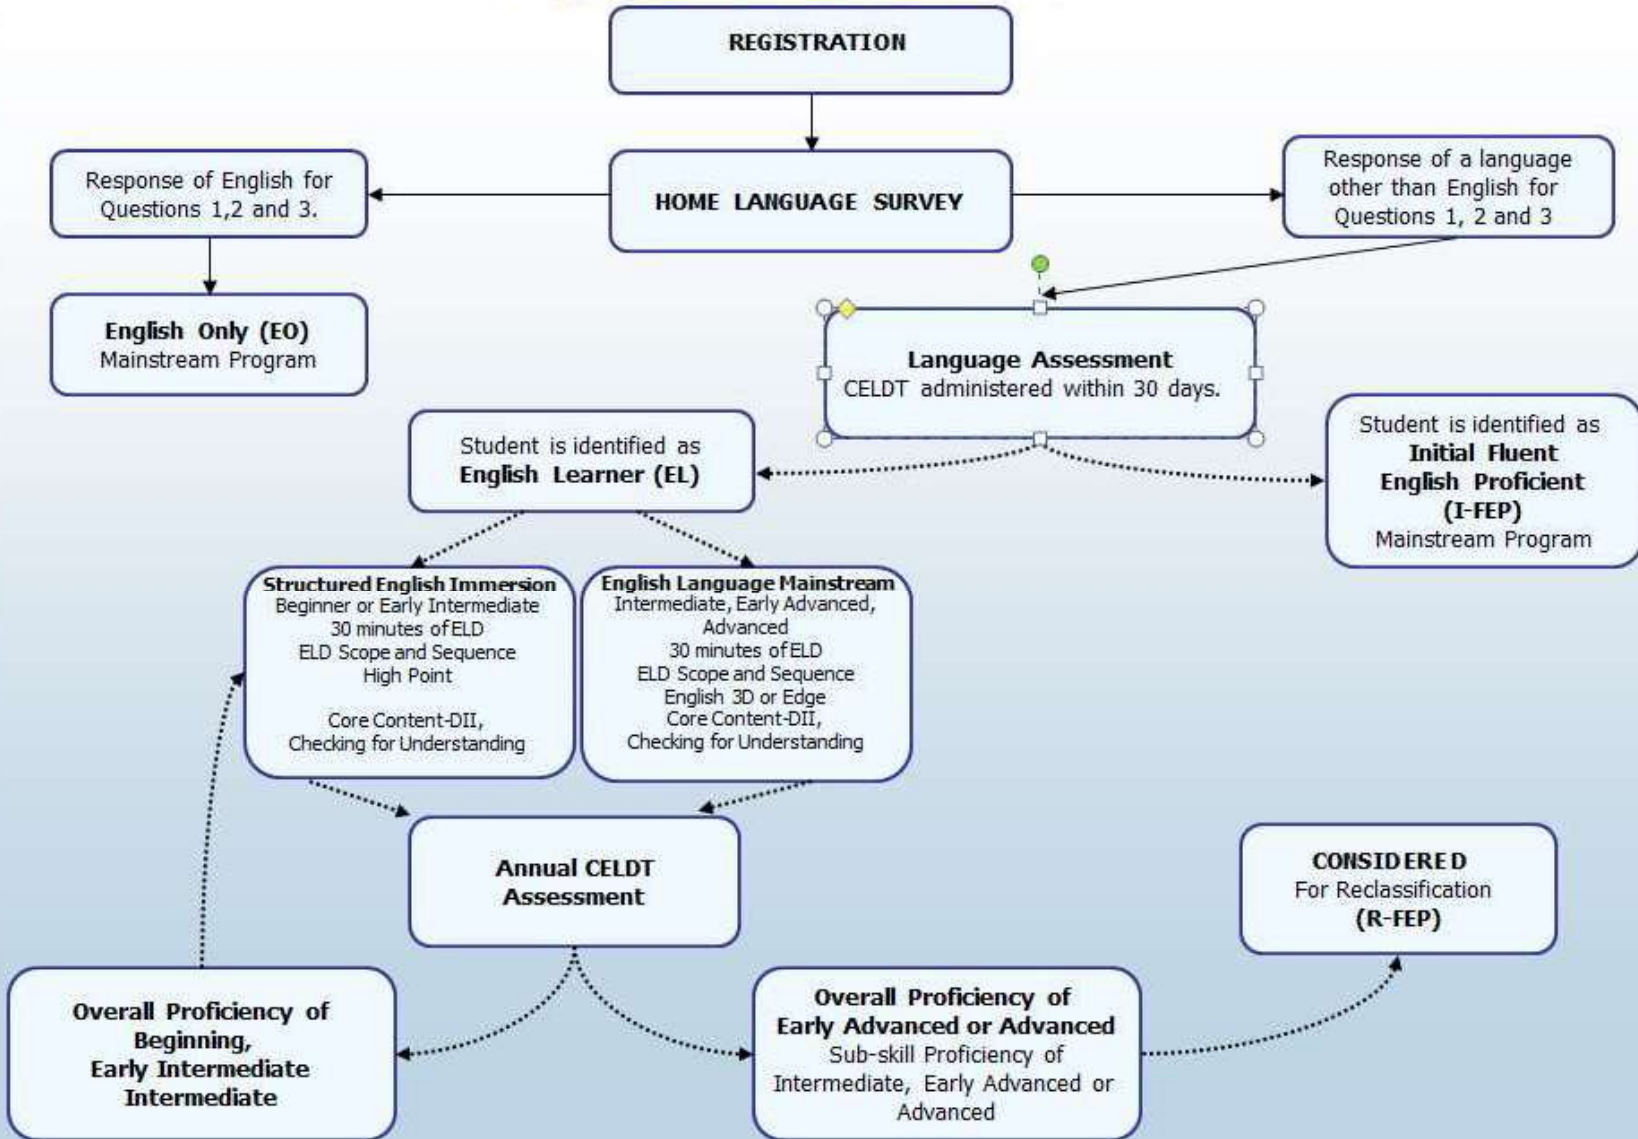 REGISTRATION
HOME LANGUAGE SURVEY
Response of English for
Questions 1,2 and 3.
Response of a language
other than English for
Questions 1, 2 and 3
English Only (EO)
Mainstream Program
Language Assessment
CELDT administered within 30 days.
Student is identified as
English Learner (EL)
Student is identified as
Initial Fluent
English Proficient
(I-FEP)
Mainstream Program
Structured English Immersion
Beginner or Early Intermediate
30 minutes of ELD
ELD Scope and Sequence
High Point
Core Content-DII,
Checking for Understanding
English Language Mainstream
Intermediate, Early Advanced,
Advanced
30 minutes of ELD
ELD Scope and Sequence
English 3D or Edge
Core Content-DII,
Checking for Understanding
Annual CELDT
Assessment
CONSIDERED
For Reclassification
(R-FEP)
Overall Proficiency of
Beginning,
Early Intermediate
Intermediate
Overall Proficiency of
Early Advanced or Advanced
Sub-skill Proficiency of
Intermediate, Early Advanced or
Advanced